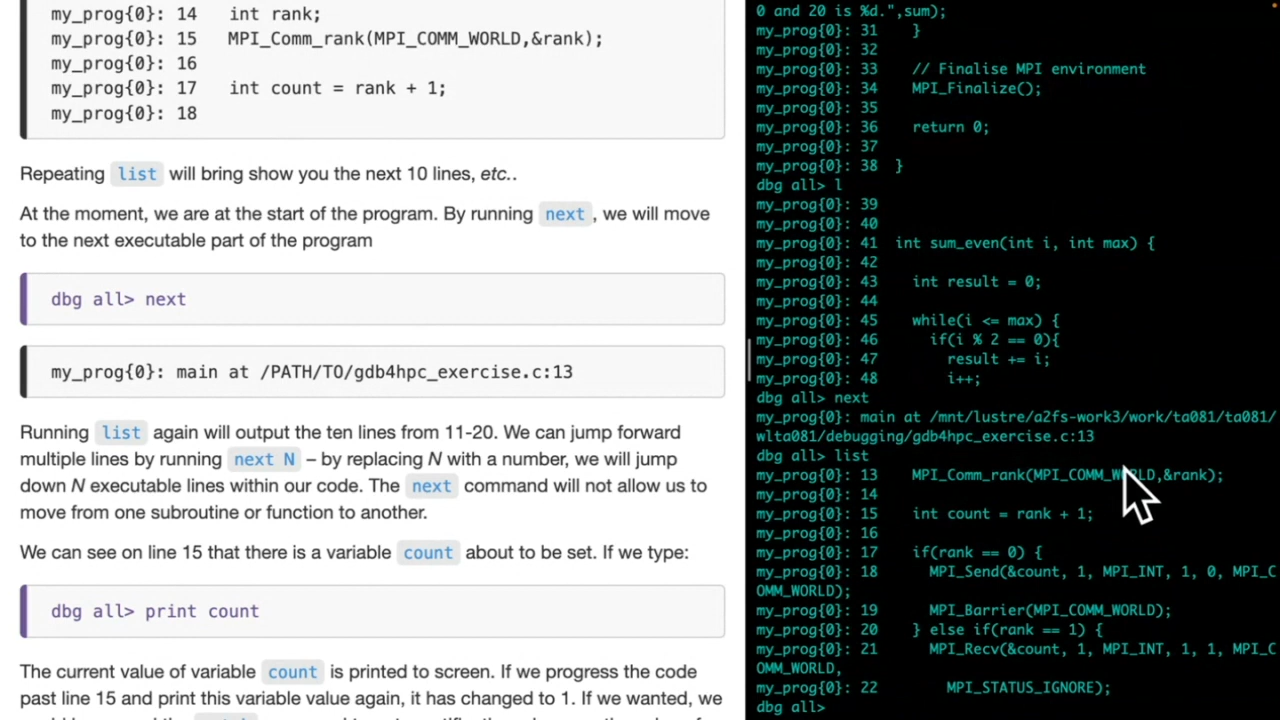 my_prog{0}: 14   int rank;
my_prog{0}: 15   MPI_Comm_rank(MPI_COMM_WORLD,&rank);
my_prog{0}: 16
my_prog{0}: 17   int count = rank + 1;
my_prog{0}: 18
Repeating list will bring show you the next 10 lines, etc..
At the moment, we are at the start of the program. By running next, we will move
to the next executable part of the program
dbg all> next
my_prog{0}: main at /PATH/TO/gdb4hpc_exercise.c:13
Running list again will output the ten lines from 11-20. We can jump forward
multiple lines by running next N – by replacing N with a number, we will jump
down N executable lines within our code. The next command will not allow us to
move from one subroutine or function to another.
We can see on line 15 that there is a variable count about to be set. If we type:
dbg all> print count
The current value of variable count is printed to screen. If we progress the code
past line 15 and print this variable value again, it has changed to 1. If we wanted, we
0 and 20 is %d.",sum);
my_prog{0}: 31    }
my_prog{0}: 32
my_prog{0}: 33    // Finalise MPI environment
my_prog{0}: 34    MPI_Finalize();
my_prog{0}: 35
my_prog{0}: 36    return 0;
my_prog{0}: 37
my_prog{0}: 38  }
dbg all> l
my_prog{0}: 39
my_prog{0}: 40
my_prog{0}: 41  int sum_even(int i, int max) {
my_prog{0}: 42
my_prog{0}: 43    int result = 0;
my_prog{0}: 44
my_prog{0}: 45    while(i <= max) {
my_prog{0}: 46      if(i % 2 == 0){
my_prog{0}: 47        result += i;
my_prog{0}: 48        i++;
dbg all> next
my_prog{0}: main at /mnt/lustre/a2fs-work3/work/ta081/ta081/
wlta081/debugging/gdb4hpc_exercise.c:13
dbg all> list
my_prog{0}: 13    MPI_Comm_rank(MPI_COMM_WORLD,&rank);
my_prog{0}: 14
my_prog{0}: 15    int count = rank + 1;
my_prog{0}: 16
my_prog{0}: 17    if(rank == 0) {
my_prog{0}: 18      MPI_Send(&count, 1, MPI_INT, 1, 0, MPI_C
OMM_WORLD);
my_prog{0}: 19      MPI_Barrier(MPI_COMM_WORLD);
my_prog{0}: 20    } else if(rank == 1) {
my_prog{0}: 21      MPI_Recv(&count, 1, MPI_INT, 1, 1, MPI_C
OMM_WORLD,
my_prog{0}: 22        MPI_STATUS_IGNORE);
dbg all>